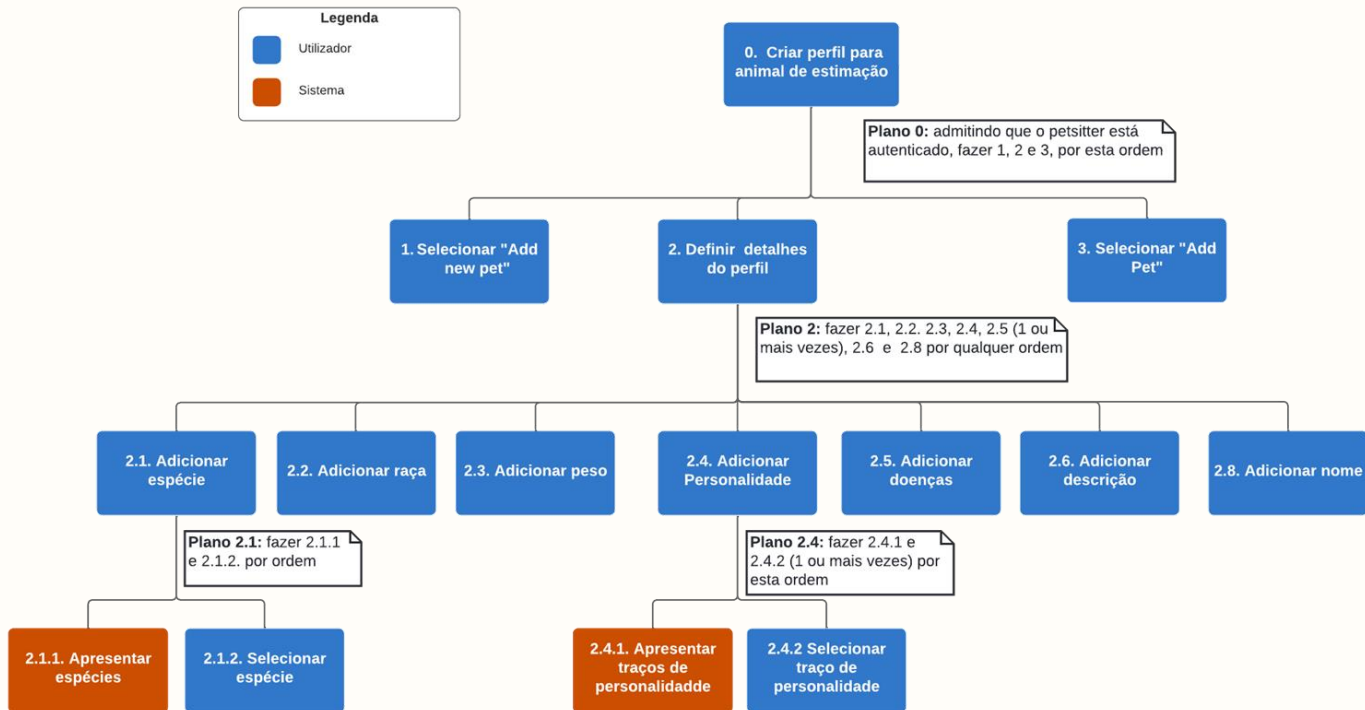 Legenda
Utilizador
Sistema
0. Criar perfil para
animal de estimação
Plano 0: admitindo que o petsitter está
autenticado, fazer 1, 2 e 3, por esta ordem
1. Selecionar "Add
new pet"
2. Definir detalhes
do perfil
3. Selecionar "Add
Pet"
Plano 2: fazer 2.1, 2.2. 2.3, 2.4, 2.5 (1 ou
mais vezes), 2.6 e 2.8 por qualquer ordem
2.1. Adicionar
espécie
2.2. Adicionar raça
2.3. Adicionar peso
2.4. Adicionar
Personalidade
2.5. Adicionar
doenças
2.6. Adicionar
descrição
2.8. Adicionar nome
Plano 2.1: fazer 2.1.1
e 2.1.2. por ordem
Plano 2.4: fazer 2.4.1 e
2.4.2 (1 ou mais vezes) por
esta ordem
2.1.1. Apresentar
espécies
2.1.2. Selecionar
espécie
2.4.1. Apresentar
traços de
personalidadde
2.4.2 Selecionar
traço de
personalidade